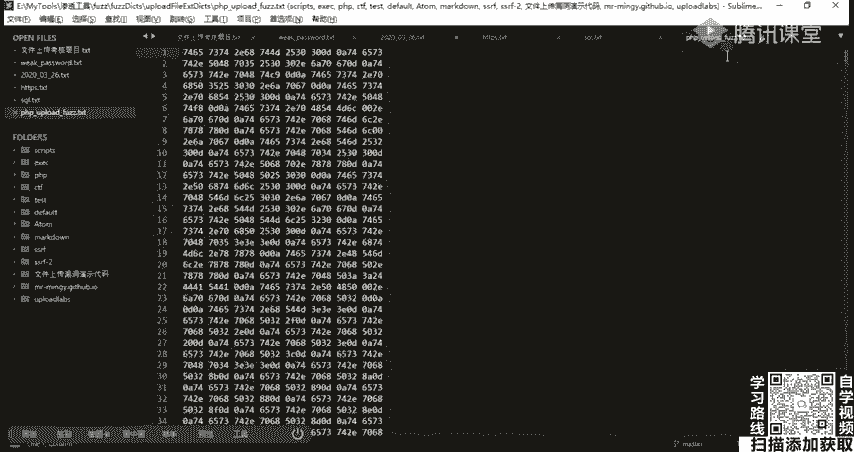 E:\MyTools\渗透工具\fuzz\fuzzDicts\uploadFileExtDicts\php_upload_fuzz.txt (scripts, exec, php, ctf, test, default, Atom, markdown, ssrf, ssrf-2, 文件上传漏洞演示代码, mr-mingy.github.io, uploadlabs) - Sublime...
文件(F) 编辑(E) 选择(S) 查找(I) 视图(V) 跳转(G) 工具(T) 项目(P) 首选项(N) 帮助(H)
OPEN FILES
文件上传考核题目.txt
weak_password.txt
2020_03_26.txt
https.txt
sql.txt
php_upload_fuzz.txt
FOLDERS
scripts
exec
php
ctf
test
default
Atom
markdown
ssrf
ssrf-2
文件上传漏洞演示代码
mr-mingy.github.io
uploadlabs
文件上传考核题目.txt weak_password.txt 2020_03_26.txt https.txt sql.txt php_upload_fuzz.txt
腾讯课堂
1 7465 7374 2e68 744d 2530 300d 0a74 6573
2 742e 5048 7035 2530 302e 6a70 670d 0a74
3 6573 742e 7048 74c9 0d0a 7465 7374 2e70
4 6850 3525 3030 2e6a 7067 0d0a 7465 7374
5 2e70 6854 2530 300d 0a74 6573 742e 5048
6 74f8 0d0a 7465 7374 2e70 4854 4d6c 002e
7 6a70 670d 0a74 6573 742e 7068 746d 6c2e
8 7878 780d 0a74 6573 742e 7068 546d 6c00
9 2e6a 7067 0d0a 7465 7374 2e68 546d 2532
10 300d 0a74 6573 742e 7048 7034 2530 300d
11 0a74 6573 742e 5068 702e 7878 780d 0a74
12 6573 742e 5048 5025 3030 0d0a 7465 7374
13 2e50 6874 6d6c 2530 300d 0a74 6573 742e
14 7048 546d 6c25 3030 2e6a 7067 0d0a 7465
15 7374 2e68 544d 2530 302e 6a70 670d 0a74
16 6573 742e 5048 544d 6c25 3230 0d0a 7465
17 7374 2e70 6850 2530 300d 0a74 6573 742e
18 7048 7035 3e3e 3e0d 0a74 6573 742e 6874
19 4d6c 2e78 7878 0d0a 7465 7374 2e48 546d
20 6c2e 7878 780d 0a74 6573 742e 7068 502e
21 7878 780d 0a74 6573 742e 7048 503a 3a24
22 4441 5441 0d0a 7465 7374 2e50 4850 002e
23 6a70 670d 0a74 6573 742e 7068 5032 0d0a
24 0d0a 7465 7374 2e68 544d 3e3e 3e0d 0a74
25 6573 742e 7068 5032 2f0d 0a74 6573 742e
26 7068 5032 2e0d 0a74 6573 742e 7068 5032
27 200d 0a74 6573 742e 7068 5032 3e0d 0a74
28 6573 742e 7068 5032 3c0d 0a74 6573 742e
29 7048 7034 3e3e 3e0d 0a74 6573 742e 7068
30 5032 8b0d 0a74 6573 742e 7068 5032 8a0d
31 0a74 6573 742e 7068 5032 890d 0a74 6573
32 742e 7068 5032 880d 0a74 6573 742e 7068
33 5032 8f0d 0a74 6573 742e 7068 5032 8e0d
34 0a74 6573 742e 7068 5032 8d0d 0a74 6573
6573 742e 7068
master
学习路线
自学视频
扫描添加获取